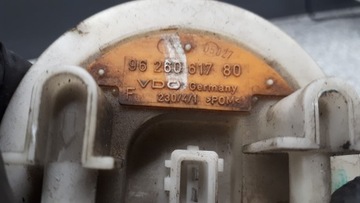 96 260 617 80
VDO Germany
F 230/4/1 >POM<